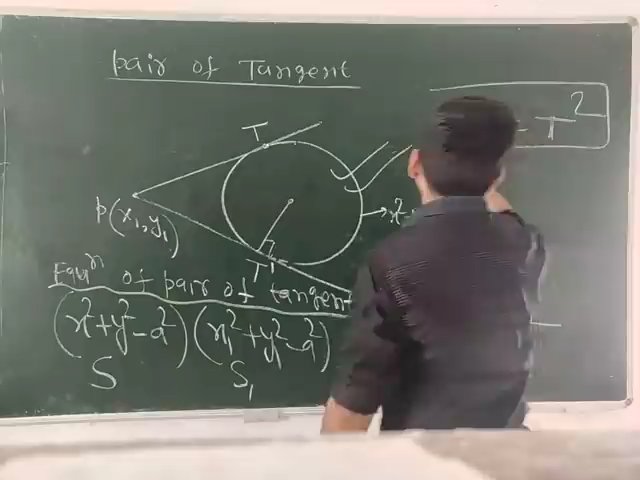 Pair of Tangent
- T²
T
P(x₁,y₁)
x²
T'
Equⁿ of pair of tangent
(x²+y²-a²)(x₁²+y₁²-a²)
S S₁